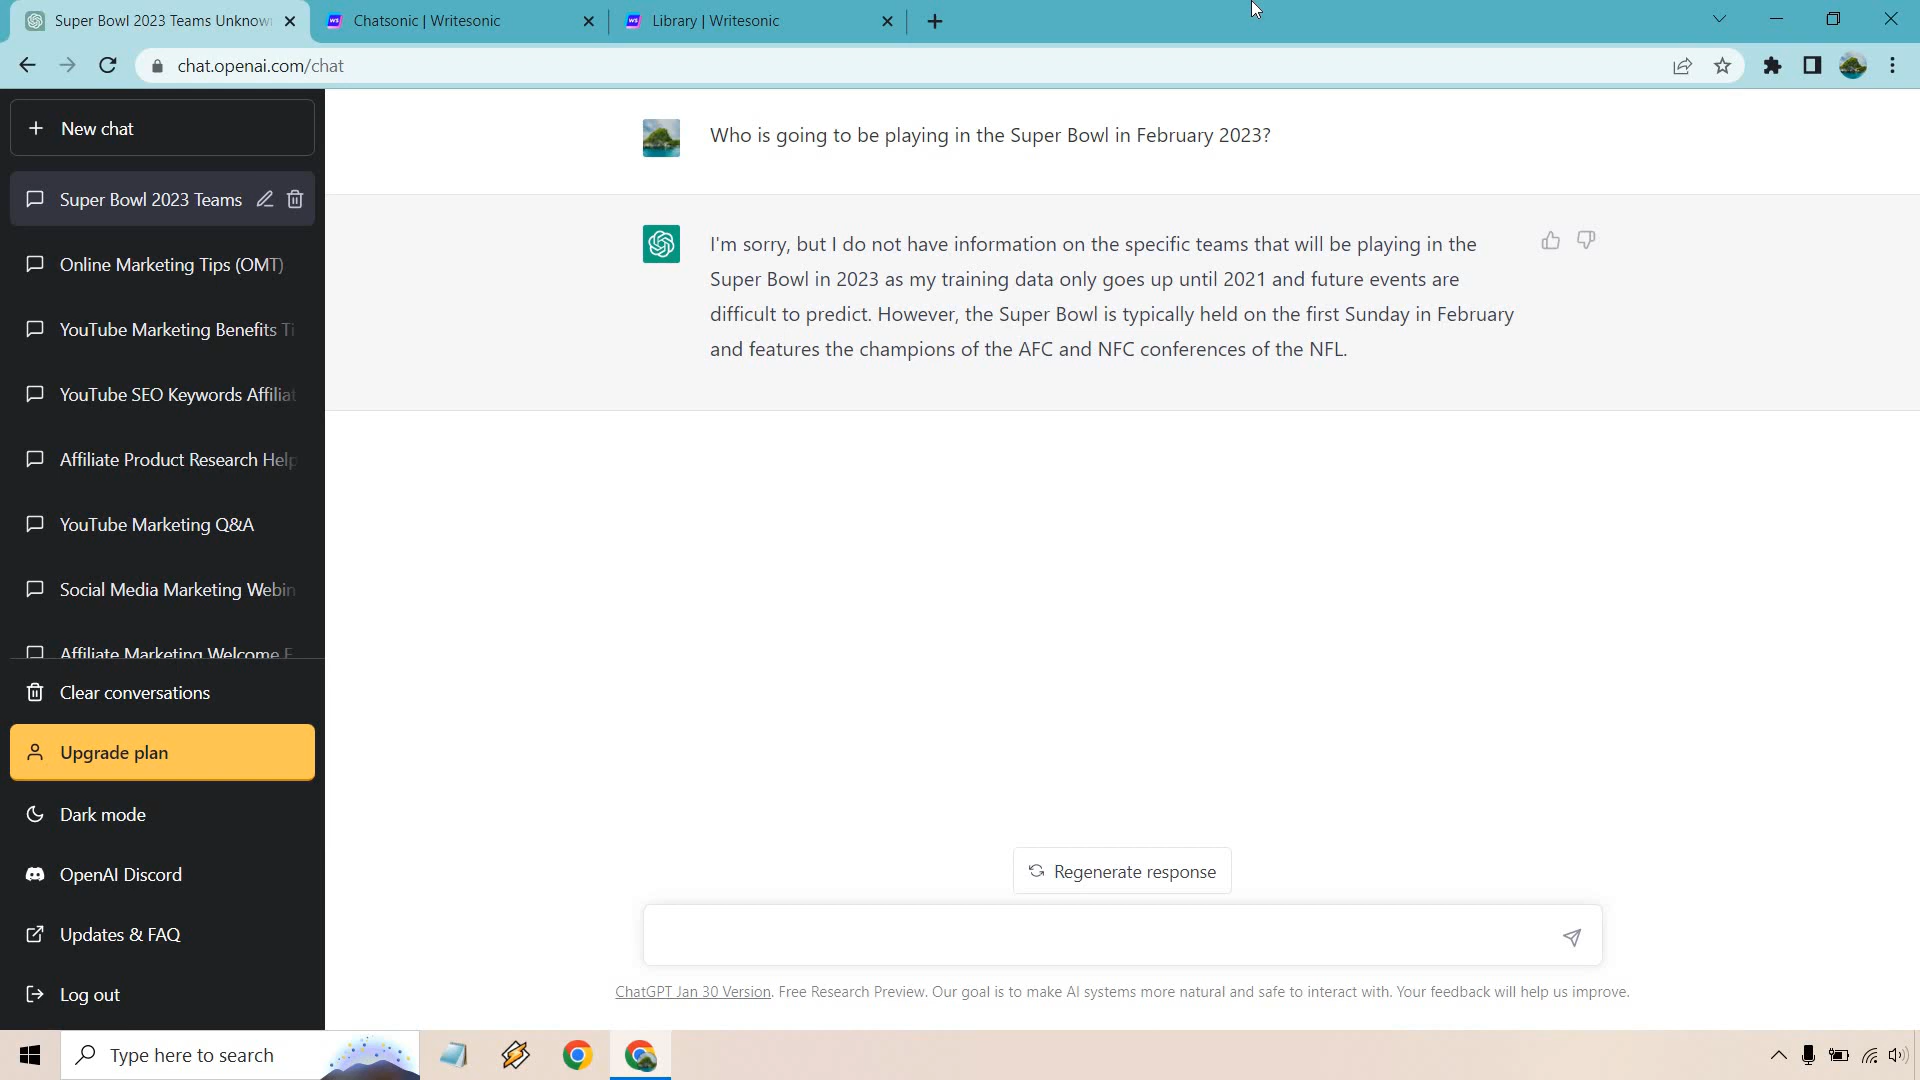 Super Bowl 2023 Teams Unknow
Chatsonic | Writesonic
Library | Writesonic
chat.openai.com/chat
New chat
Super Bowl 2023 Teams
Online Marketing Tips (OMT)
YouTube Marketing Benefits Ti
YouTube SEO Keywords Affiliat
Affiliate Product Research Help
YouTube Marketing Q&A
Social Media Marketing Webin
Affiliate Marketing Welcome E
Clear conversations
Upgrade plan
Dark mode
OpenAI Discord
Updates & FAQ
Log out
Who is going to be playing in the Super Bowl in February 2023?
I'm sorry, but I do not have information on the specific teams that will be playing in the
Super Bowl in 2023 as my training data only goes up until 2021 and future events are
difficult to predict. However, the Super Bowl is typically held on the first Sunday in February
and features the champions of the AFC and NFC conferences of the NFL.
Regenerate response
ChatGPT Jan 30 Version. Free Research Preview. Our goal is to make AI systems more natural and safe to interact with. Your feedback will help us improve.
Type here to search